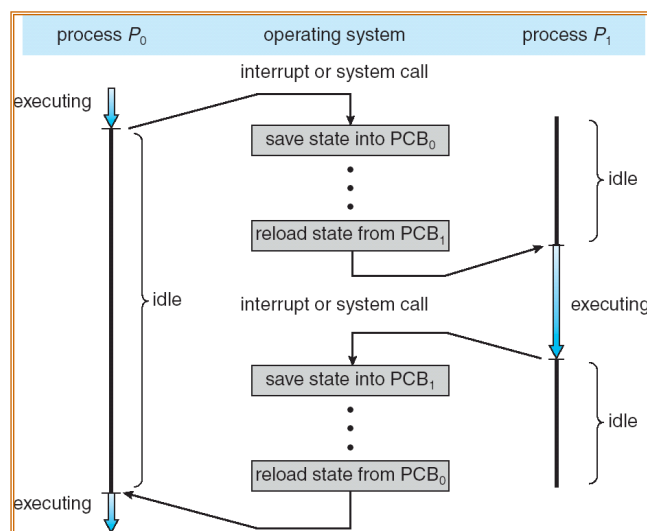 process P₀ operating system process P₁
interrupt or system call
executing
save state into PCB₀
idle
reload state from PCB₁
idle
interrupt or system call
executing
save state into PCB₁
idle
reload state from PCB₀
executing